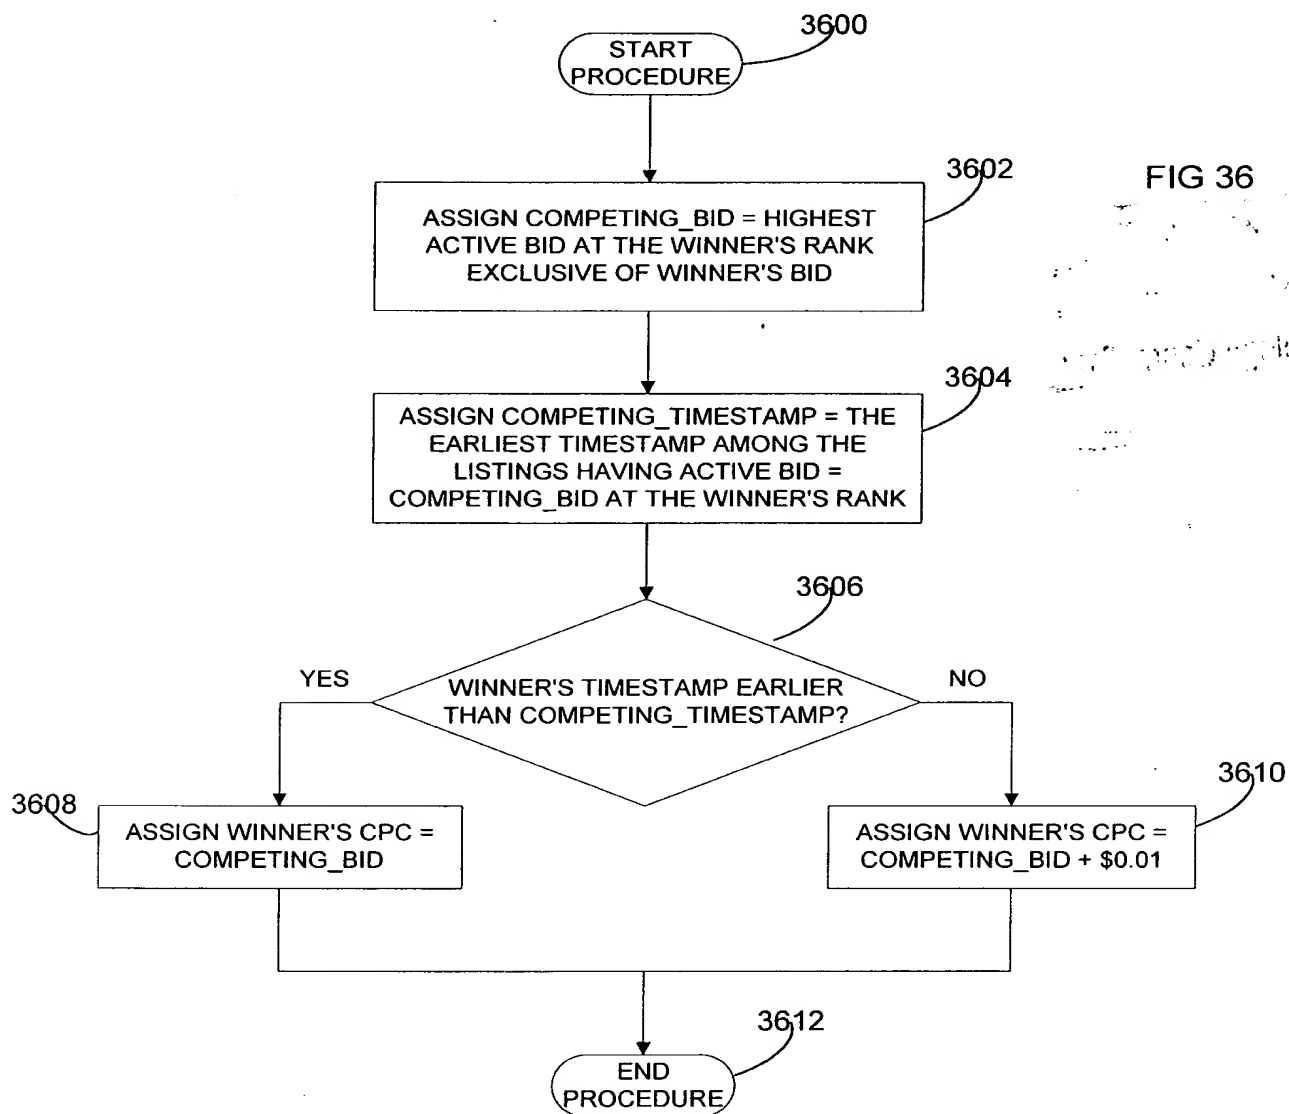 3600
START
PROCEDURE
3602
FIG 36
ASSIGN COMPETING_BID = HIGHEST
ACTIVE BID AT THE WINNER'S RANK
EXCLUSIVE OF WINNER'S BID
3604
ASSIGN COMPETING_TIMESTAMP = THE
EARLIEST TIMESTAMP AMONG THE
LISTINGS HAVING ACTIVE BID =
COMPETING_BID AT THE WINNER'S RANK
3606
YES
WINNER'S TIMESTAMP EARLIER
THAN COMPETING_TIMESTAMP?
NO
3608
ASSIGN WINNER'S CPC =
COMPETING_BID
3610
ASSIGN WINNER'S CPC =
COMPETING_BID + $0.01
3612
END
PROCEDURE